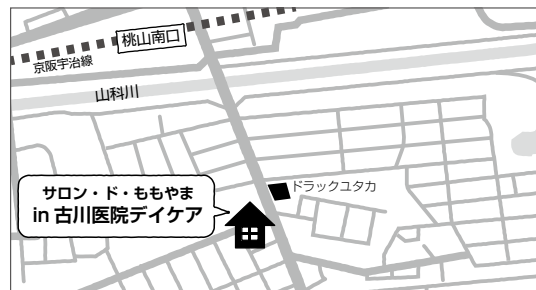 桃山南口
京阪宇治線
山科川
ドラックユタカ
サロン・ド・ももやま
in 古川医院デイケア